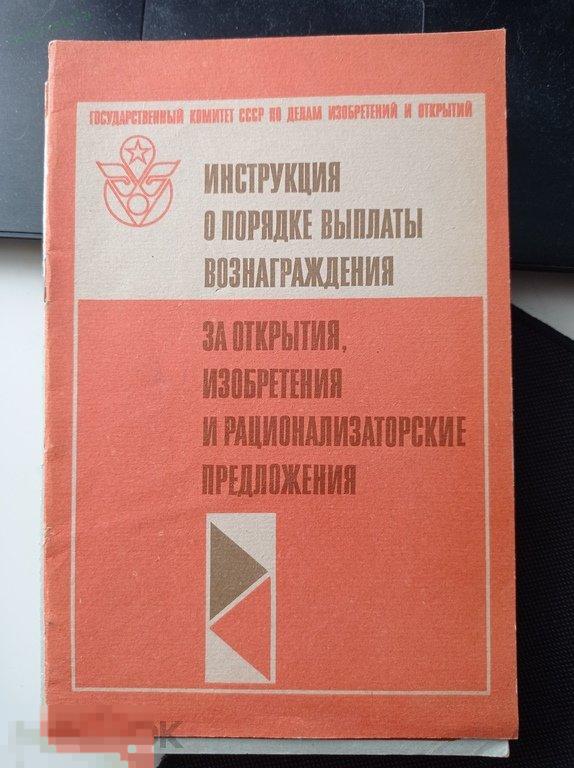 ГОСУДАРСТВЕННЫЙ КОМИТЕТ СССР ПО ДЕЛАМ ИЗОБРЕТЕНИЙ И ОТКРЫТИЙ
ИНСТРУКЦИЯ
О ПОРЯДКЕ ВЫПЛАТЫ
ВОЗНАГРАЖДЕНИЯ
ЗА ОТКРЫТИЯ,
ИЗОБРЕТЕНИЯ
И РАЦИОНАЛИЗАТОРСКИЕ
ПРЕДЛОЖЕНИЯ